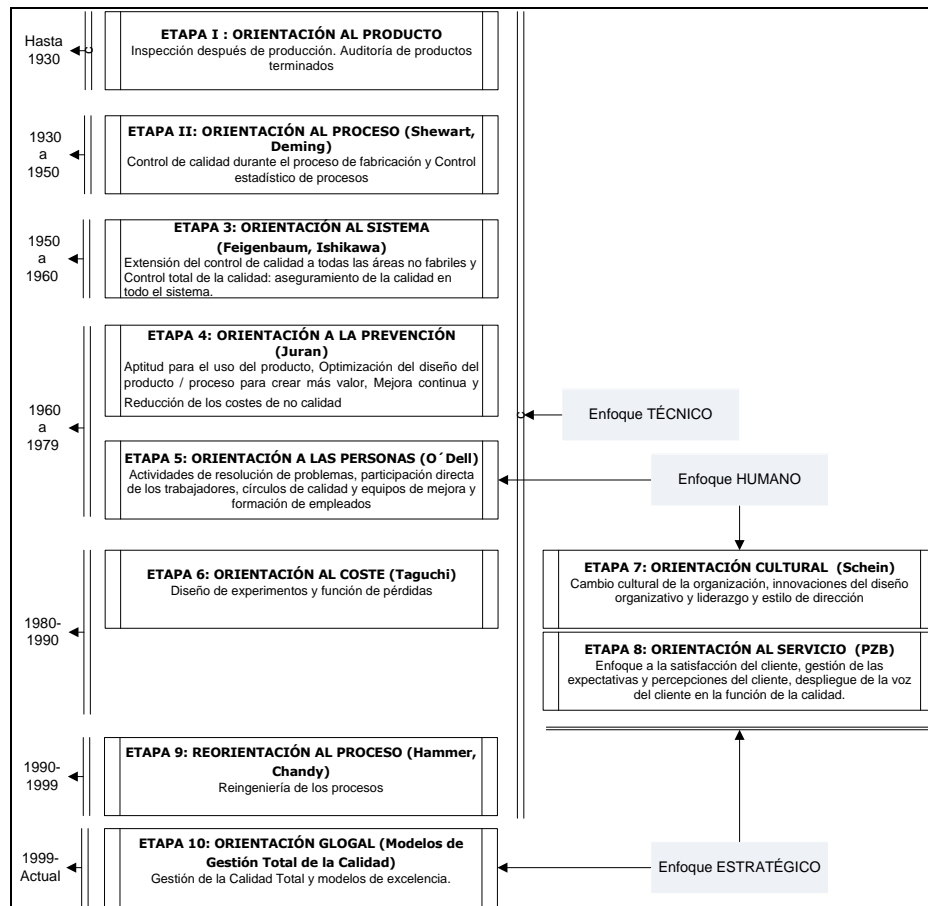 Hasta
1930
ETAPA I : ORIENTACIÓN AL PRODUCTO
Inspección después de producción. Auditoría de productos
terminados
1930
a
1950
ETAPA II: ORIENTACIÓN AL PROCESO (Shewart,
Deming)
Control de calidad durante el proceso de fabricación y Control
estadístico de procesos
1950
a
1960
ETAPA 3: ORIENTACIÓN AL SISTEMA
(Feigenbaum, Ishikawa)
Extensión del control de calidad a todas las áreas no fabriles y
Control total de la calidad: aseguramiento de la calidad en
todo el sistema.
1960
a
1979
ETAPA 4: ORIENTACIÓN A LA PREVENCIÓN
(Juran)
Aptitud para el uso del producto, Optimización del diseño del
producto / proceso para crear más valor, Mejora continua y
Reducción de los costes de no calidad
Enfoque TÉCNICO
ETAPA 5: ORIENTACIÓN A LAS PERSONAS (O´Dell)
Actividades de resolución de problemas, participación directa
de los trabajadores, círculos de calidad y equipos de mejora y
formación de empleados
Enfoque HUMANO
1980-
1990
ETAPA 6: ORIENTACIÓN AL COSTE (Taguchi)
Diseño de experimentos y función de pérdidas
ETAPA 7: ORIENTACIÓN CULTURAL (Schein)
Cambio cultural de la organización, innovaciones del diseño
organizativo y liderazgo y estilo de dirección
ETAPA 8: ORIENTACIÓN AL SERVICIO (PZB)
Enfoque a la satisfacción del cliente, gestión de las
expectativas y percepciones del cliente, despliegue de la voz
del cliente en la función de la calidad.
1990-
1999
ETAPA 9: REORIENTACIÓN AL PROCESO (Hammer,
Chandy)
Reingeniería de los procesos
1999-
Actual
ETAPA 10: ORIENTACIÓN GLOGAL (Modelos de
Gestión Total de la Calidad)
Gestión de la Calidad Total y modelos de excelencia.
Enfoque ESTRATÉGICO